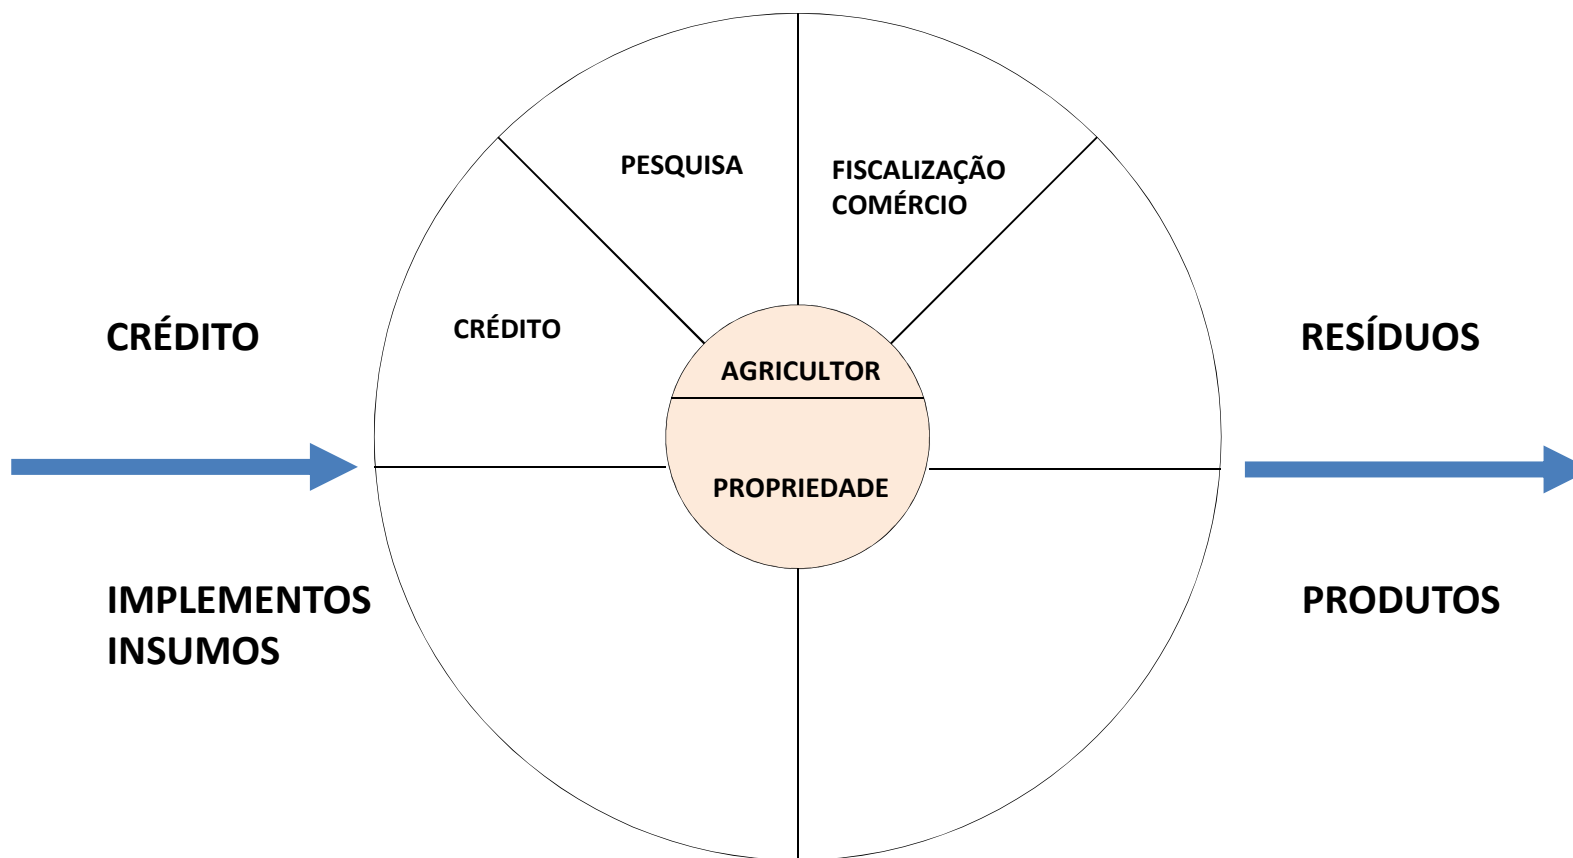 PESQUISA
FISCALIZAÇÃO
COMÉRCIO
CRÉDITO
CRÉDITO
RESÍDUOS
AGRICULTOR
PROPRIEDADE
IMPLEMENTOS
INSUMOS
PRODUTOS